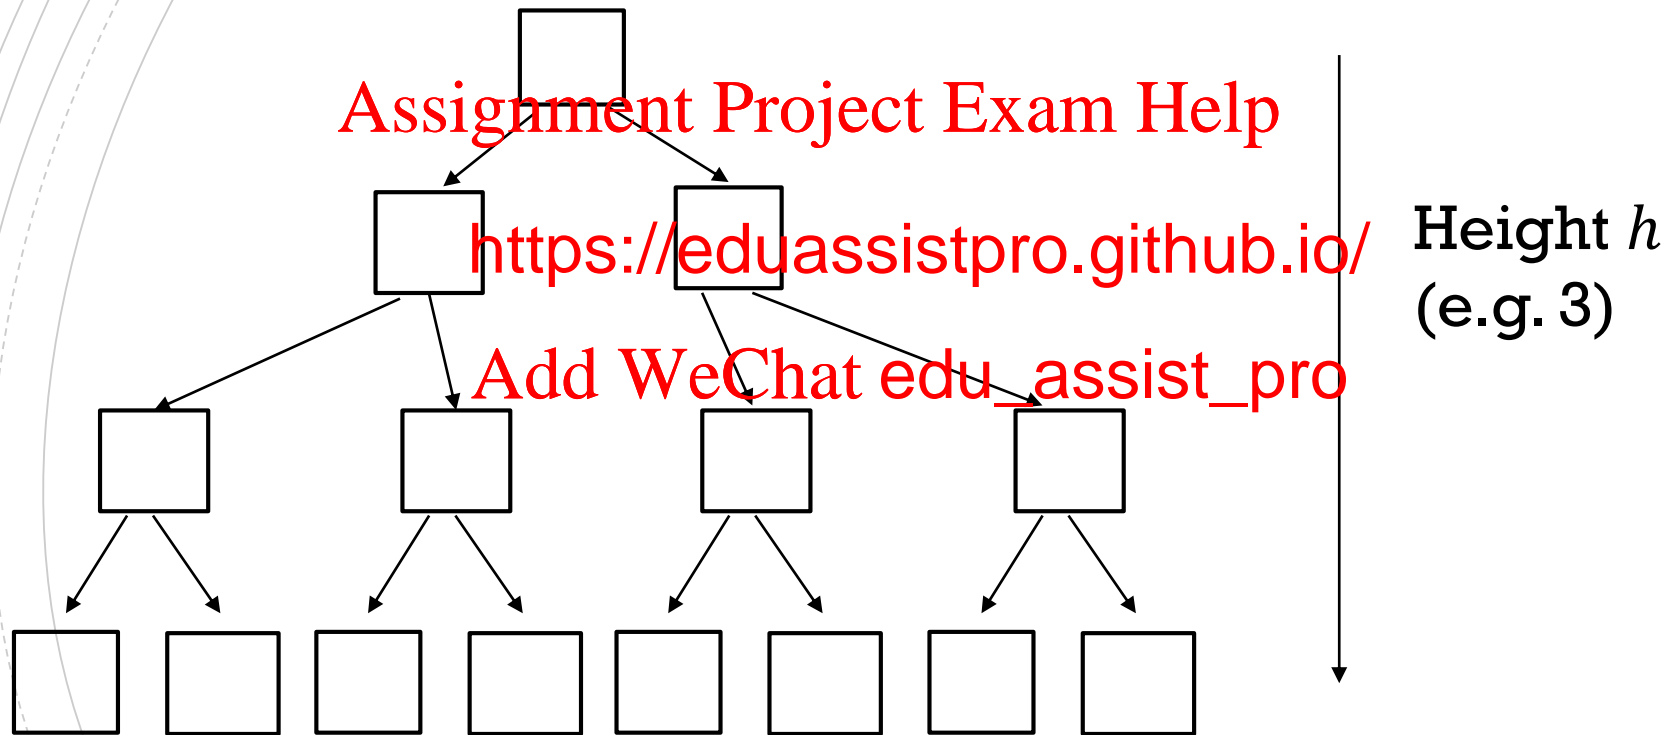 Assignment Project Exam Help
https://eduassistpro.github.io/
Add WeChat edu_assist_pro
Height h
(e.g. 3)